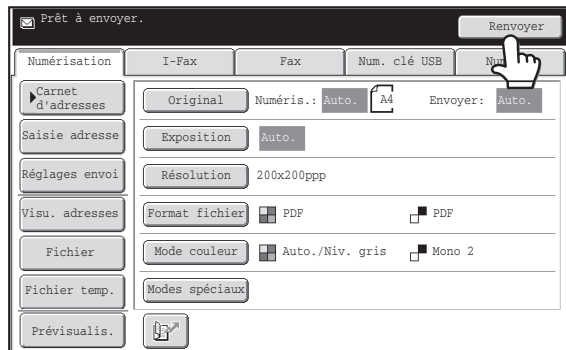 Prêt à envoyer.
Renvoyer
Numérisation
I-Fax
Fax
Num. clé USB
Carnet
d'adresses
Original
Numéris.: Auto. A4 Envoyer: Auto.
Saisie adresse
Exposition
Auto.
Réglages envoi
Résolution
200x200ppp
Visu. adresses
Format fichier
PDF
PDF
Fichier
Mode couleur
Auto./Niv. gris
Mono 2
Fichier temp.
Modes spéciaux
Prévisualis.